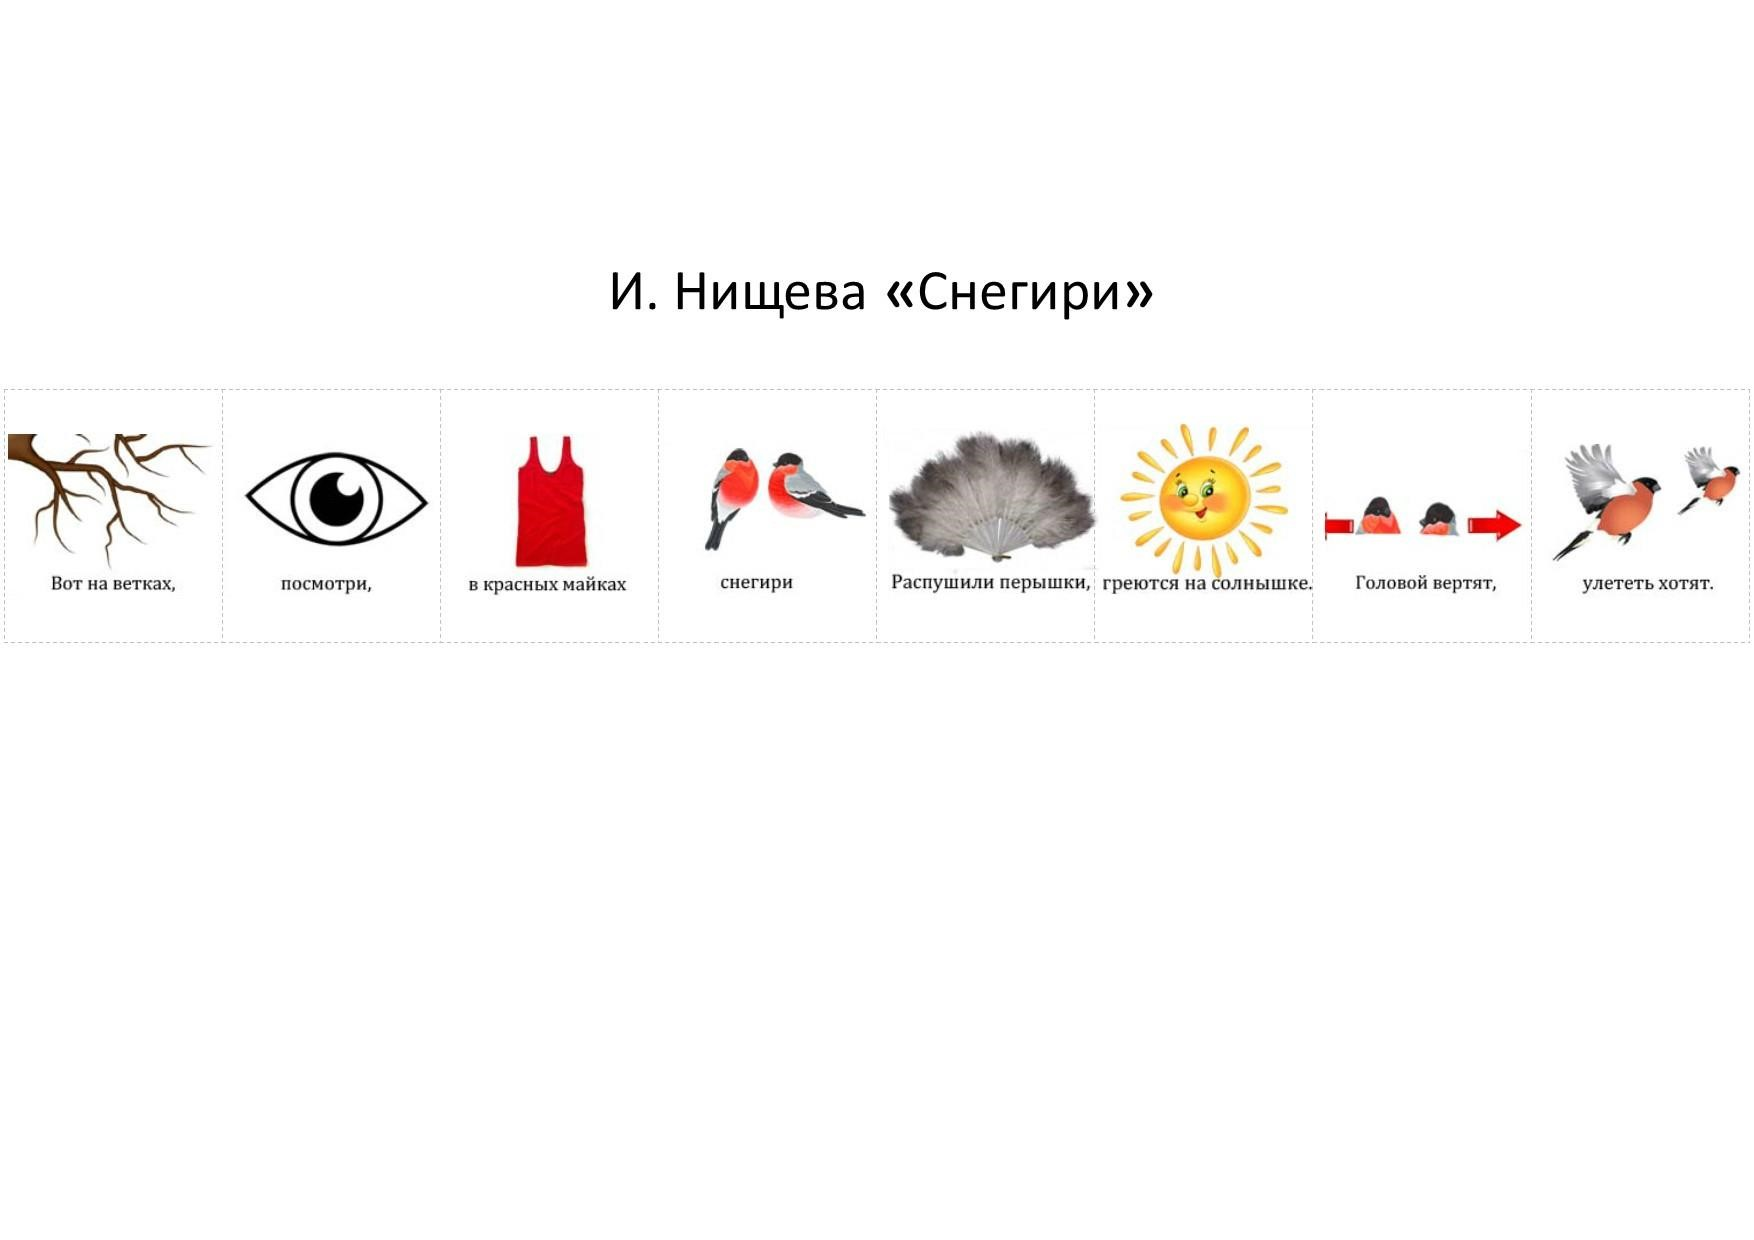 И. Нищева «Снегири»
Вот на ветках,
посмотри,
в красных майках
снегири
Распушили перышки,
греются на солнышке.
Головой вертят,
улететь хотят.